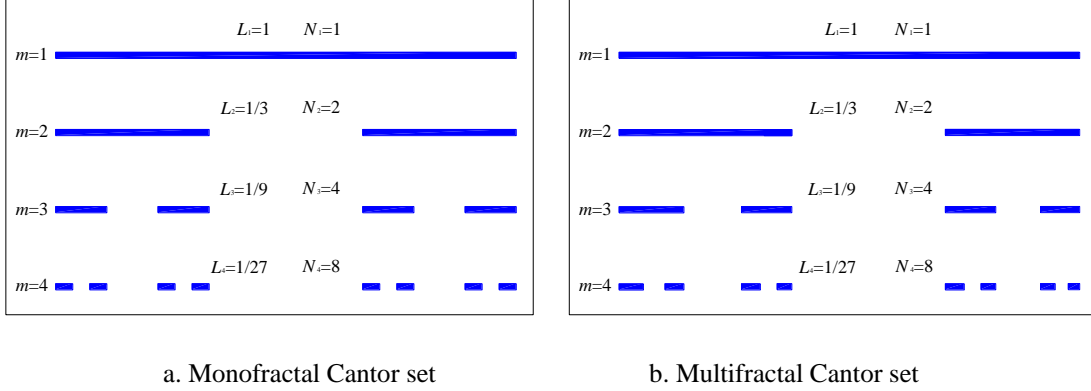 L₁=1 N₁=1
m=1
L₂=1/3 N₂=2
m=2
L₃=1/9 N₃=4
m=3
L₄=1/27 N₄=8
m=4
L₁=1 N₁=1
m=1
L₂=1/3 N₂=2
m=2
L₃=1/9 N₃=4
m=3
L₄=1/27 N₄=8
m=4
a. Monofractal Cantor set
b. Multifractal Cantor set